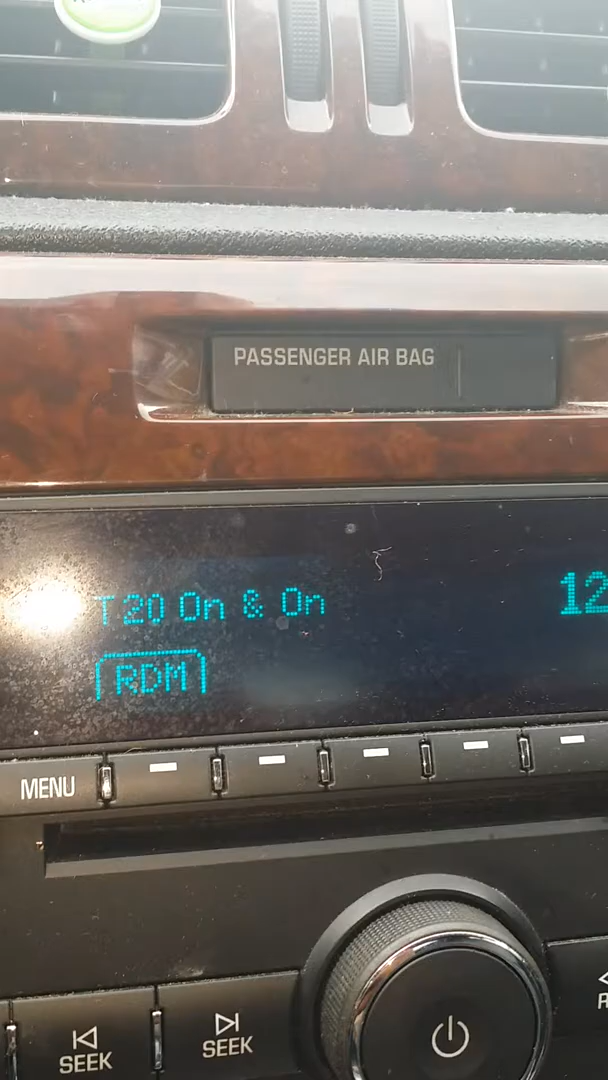 PASSENGER AIR BAG
T20 On & On
12
RDM
MENU
SEEK
SEEK